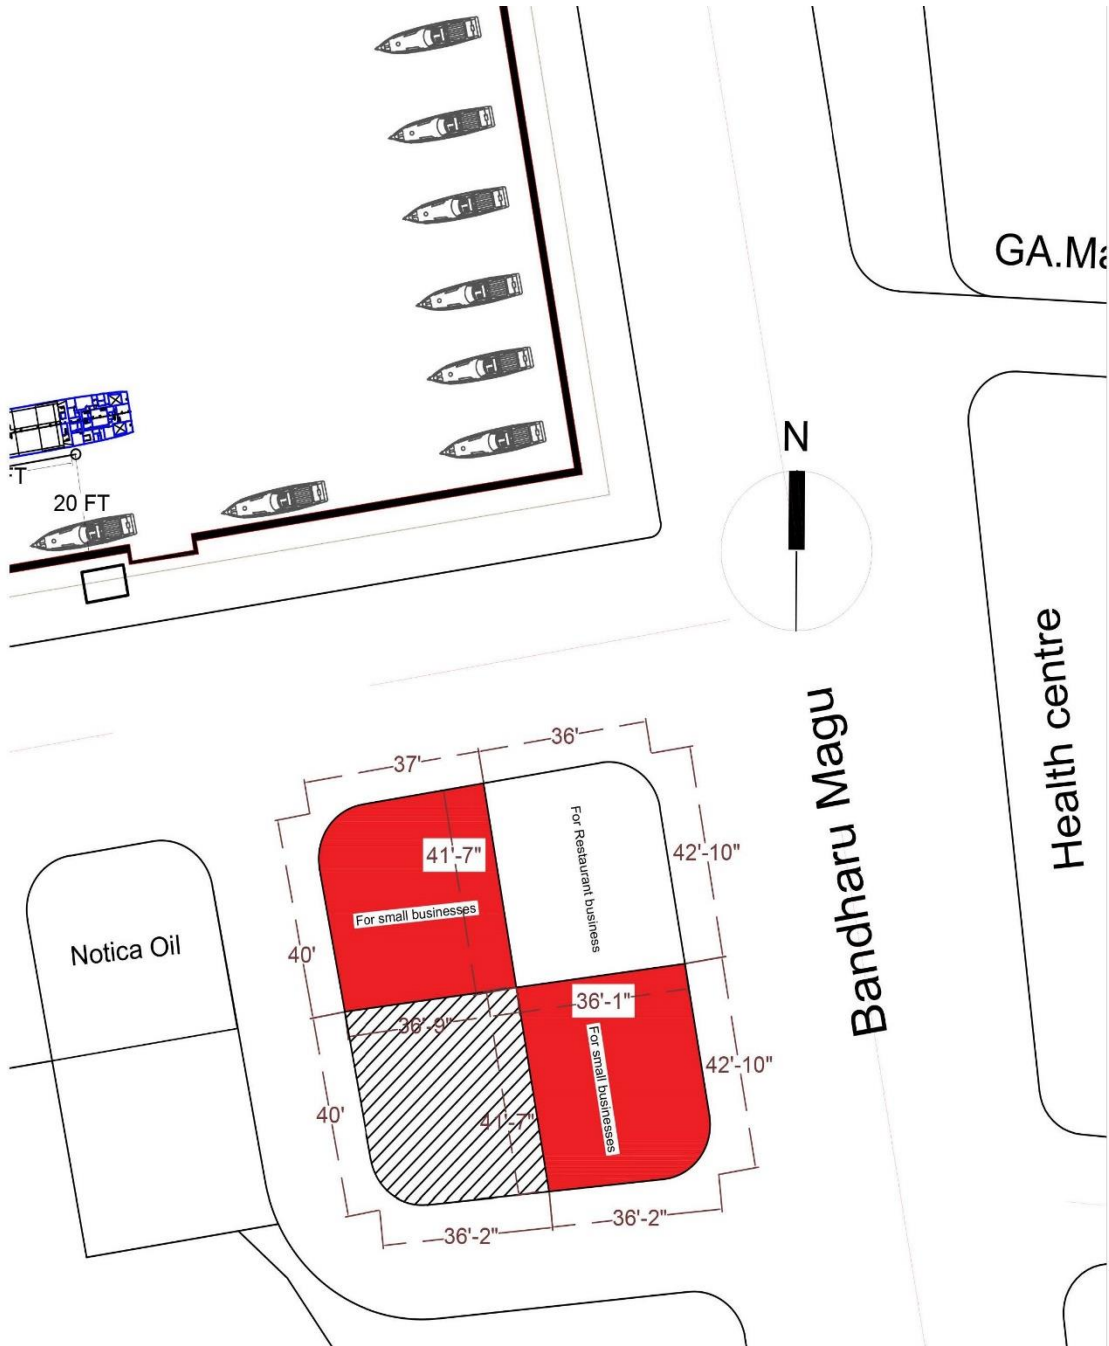 GA.Ma
N
FT
20 FT
Health centre
Bandharu Magu
36'
37'
42'-10"
41'-7"
For Restaurant business
For small businesses
Notica Oil
40'
36'-1"
36'-9"
For small businesses
42'-10"
40'
41'-7"
36'-2"
36'-2"